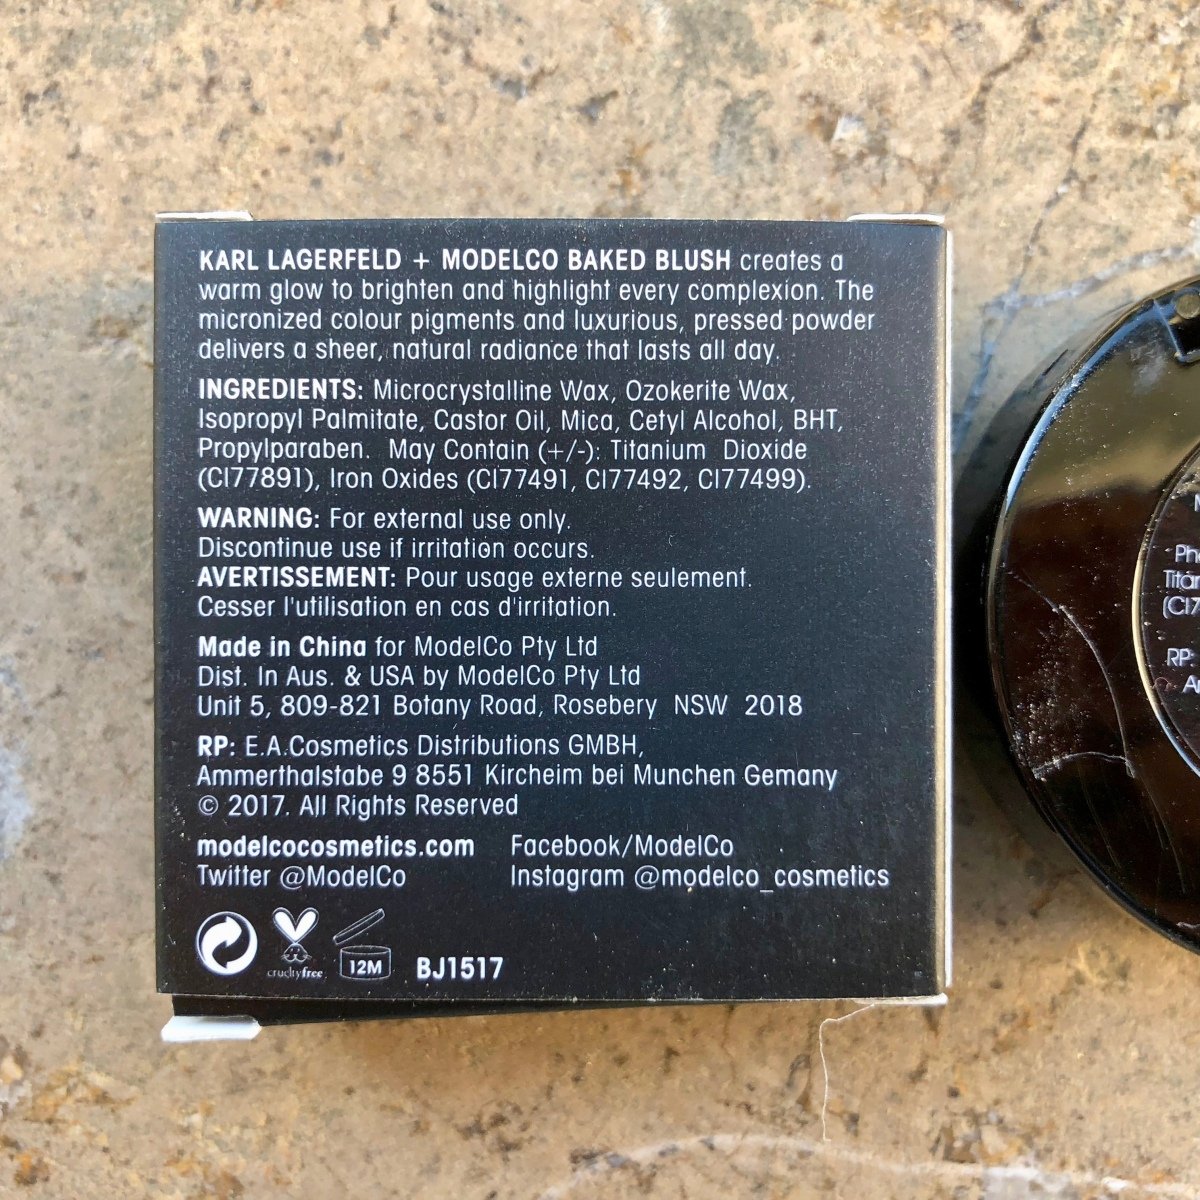 KARL LAGERFELD + MODELCO BAKED BLUSH creates a
warm glow to brighten and highlight every complexion. The
micronized colour pigments and luxurious, pressed powder
delivers a sheer, natural radiance that lasts all day.
INGREDIENTS: Microcrystalline Wax, Ozokerite Wax,
Isopropyl Palmitate, Castor Oil, Mica, Cetyl Alcohol, BHT,
Propylparaben. May Contain (+/-): Titanium Dioxide
(CI77891), Iron Oxides (CI77491, CI77492, CI77499).
WARNING: For external use only.
Discontinue use if irritation occurs.
AVERTISSEMENT: Pour usage externe seulement.
Cesser l'utilisation en cas d'irritation.
Made in China for ModelCo Pty Ltd
Dist. In Aus. & USA by ModelCo Pty Ltd
Unit 5, 809-821 Botany Road, Rosebery NSW 2018
RP: E.A.Cosmetics Distributions GMBH,
Ammerthalstabe 9 8551 Kircheim bei Munchen Gemany
© 2017. All Rights Reserved
modelcocosmetics.com Facebook/ModelCo
Twitter @ModelCo Instagram @modelco_cosmetics
crueltyfree 12M BJ1517
RP: